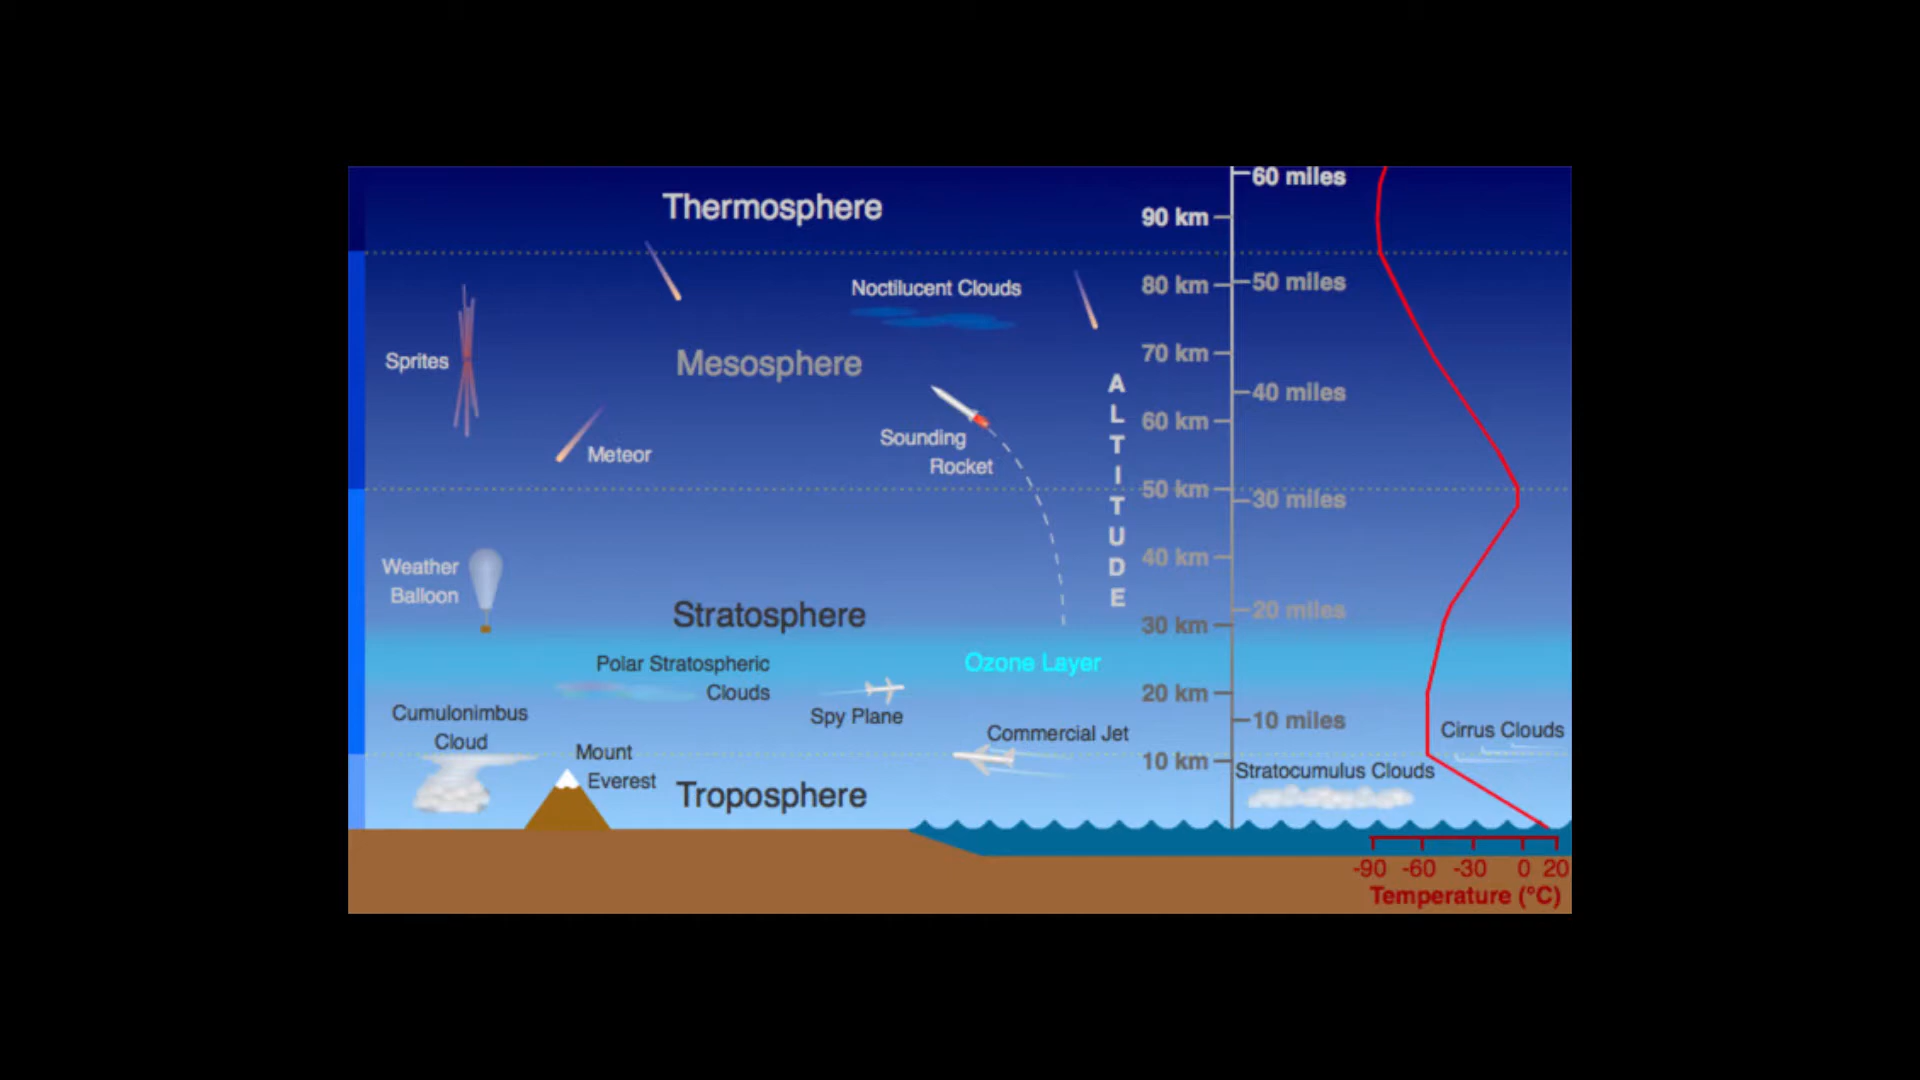 60 miles
Thermosphere
90 km
Noctilucent Clouds
80 km
50 miles
Sprites
Mesosphere
70 km
40 miles
ALTITUDE
60 km
Sounding
Rocket
Meteor
50 km
30 miles
Weather
Balloon
40 km
Stratosphere
20 miles
30 km
Polar Stratospheric
Clouds
Ozone Layer
20 km
Spy Plane
Cumulonimbus
Cloud
10 miles
Commercial Jet
Cirrus Clouds
Mount
Everest
10 km
Stratocumulus Clouds
Troposphere
-90 -60 -30 0 20
Temperature (°C)